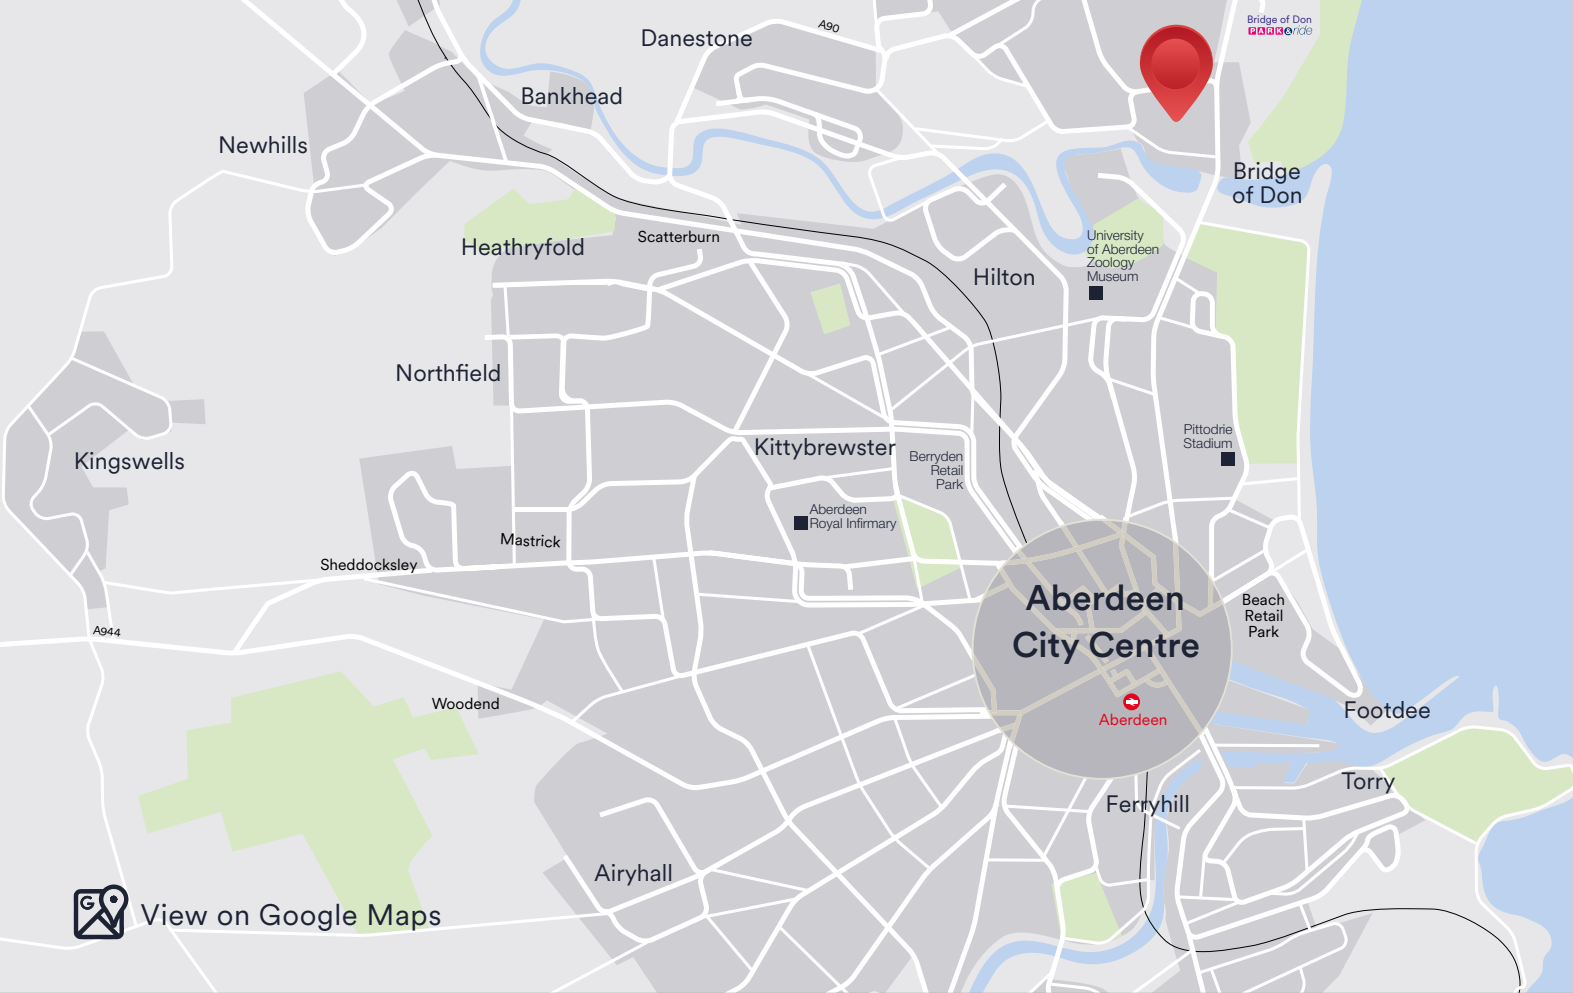 Bridge of Don
PARK&ride
A90
Danestone
Bankhead
Newhills
Bridge
of Don
Heathryfold
Scatterburn
University
of Aberdeen
Zoology
Museum
Hilton
Northfield
Kingswells
Kittybrewster
Berryden
Retail
Park
Pittodrie
Stadium
Aberdeen
Royal Infirmary
Mastrick
Sheddocksley
Aberdeen
City Centre
Beach
Retail
Park
A944
Woodend
Aberdeen
Footdee
Torry
Ferryhill
Airyhall
G
View on Google Maps